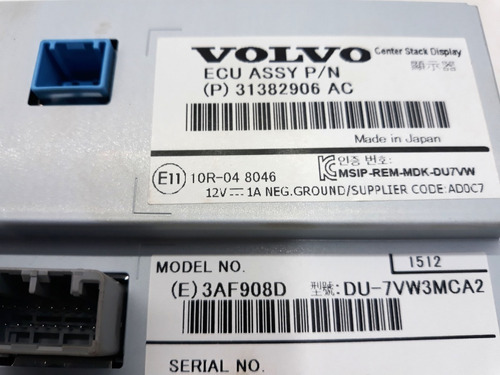 VOLVO Center Stack Display
顯示器
ECU ASSY P/N
(P) 31382906 AC
Made in Japan
E11 10R-04 8046
인증 번호:
MSIP-REM-MDK-DU7VW
12V ⎓ 1A NEG.GROUND/SUPPLIER CODE:AD0C7
MODEL NO. 1512
(E) 3AF908D 型號: DU-7VW3MCA2
SERIAL NO.